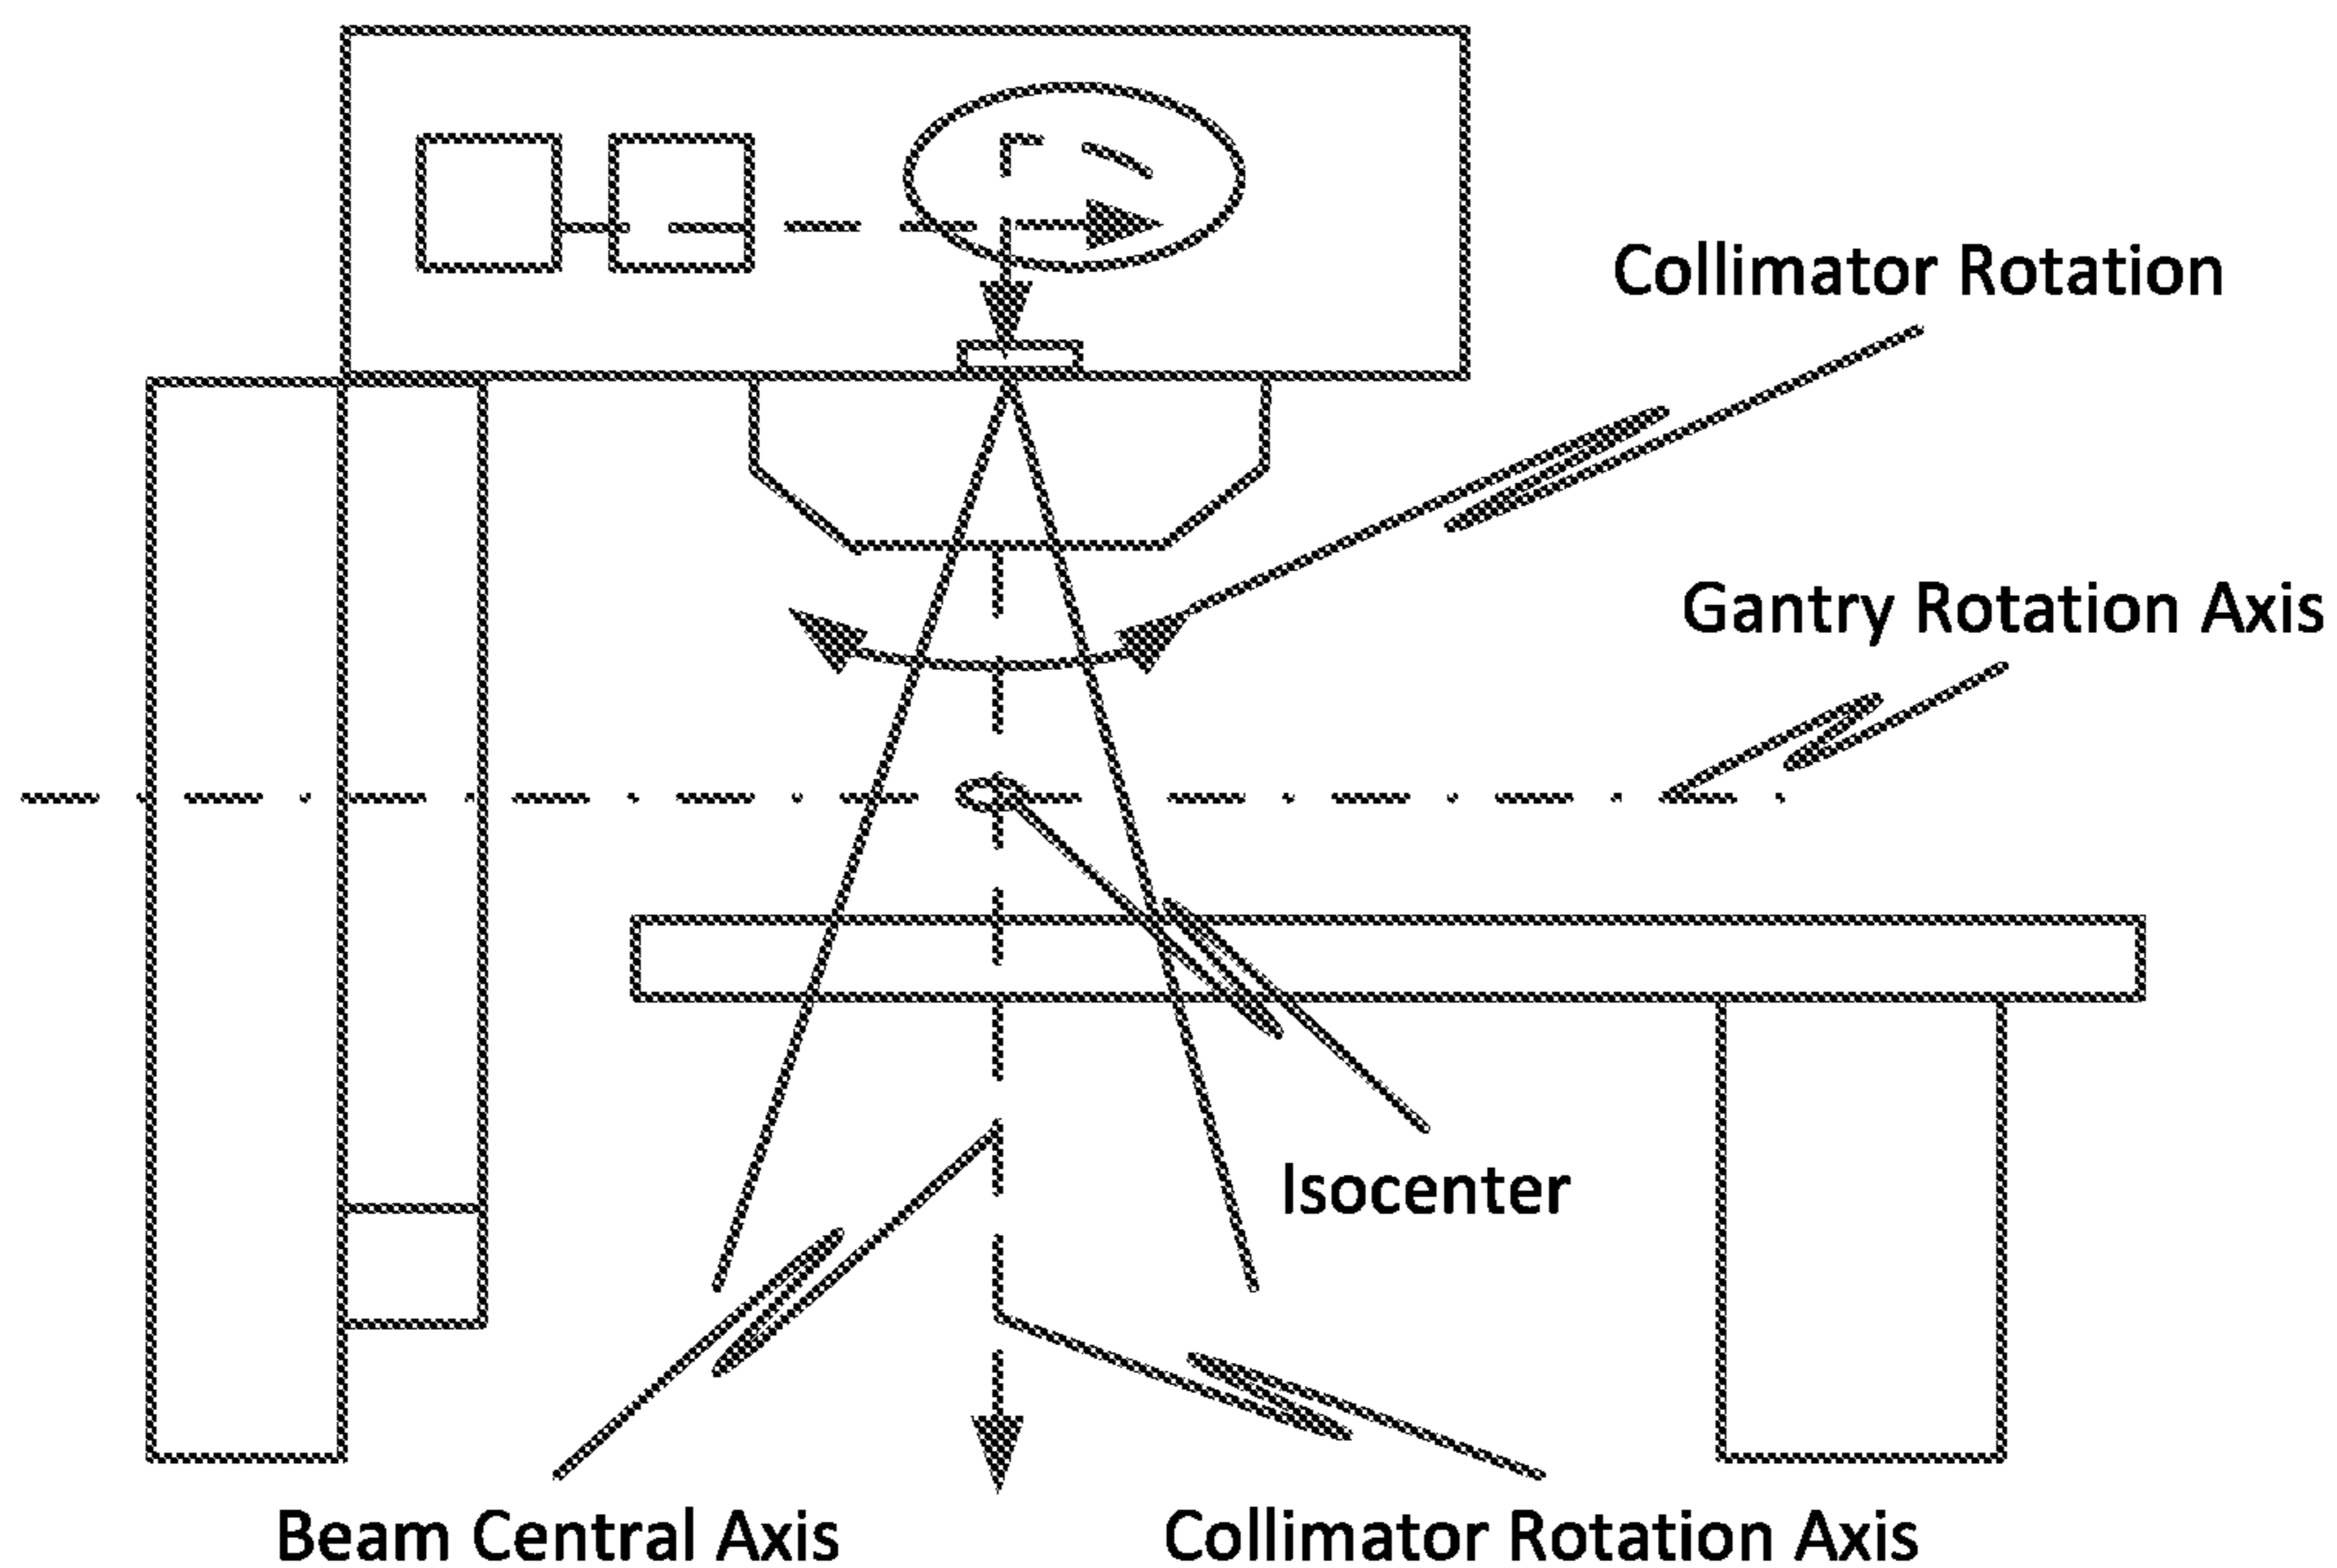 Collimator Rotation
Gantry Rotation Axis
Isocenter
Beam Central Axis
Collimator Rotation Axis